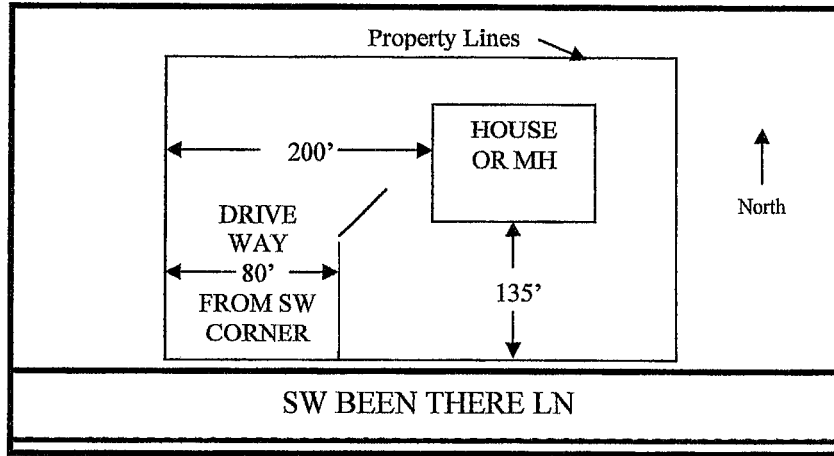 Property Lines
HOUSE
OR MH
200'
North
DRIVE
WAY
80'
FROM SW
CORNER
135'
SW BEEN THERE LN